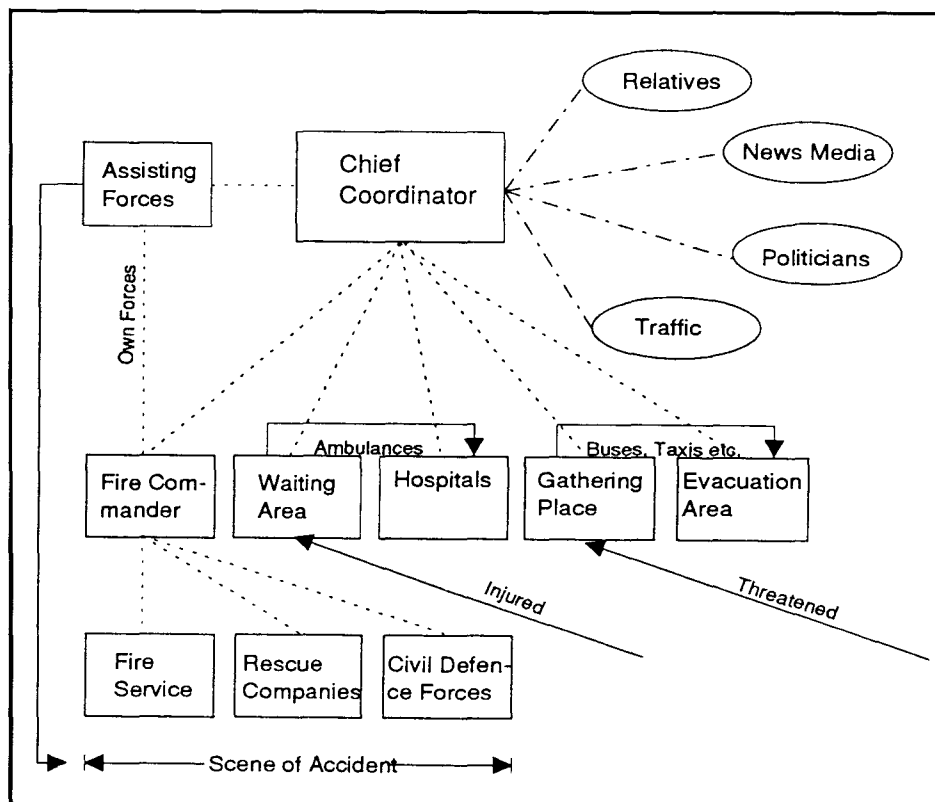 Relatives
News Media
Politicians
Traffic
Chief
Coordinator
Assisting
Forces
Own Forces
Ambulances
Buses, Taxis etc.
Fire Com-
mander
Waiting
Area
Hospitals
Gathering
Place
Evacuation
Area
Injured
Threatened
Fire
Service
Rescue
Companies
Civil Defen-
ce Forces
Scene of Accident